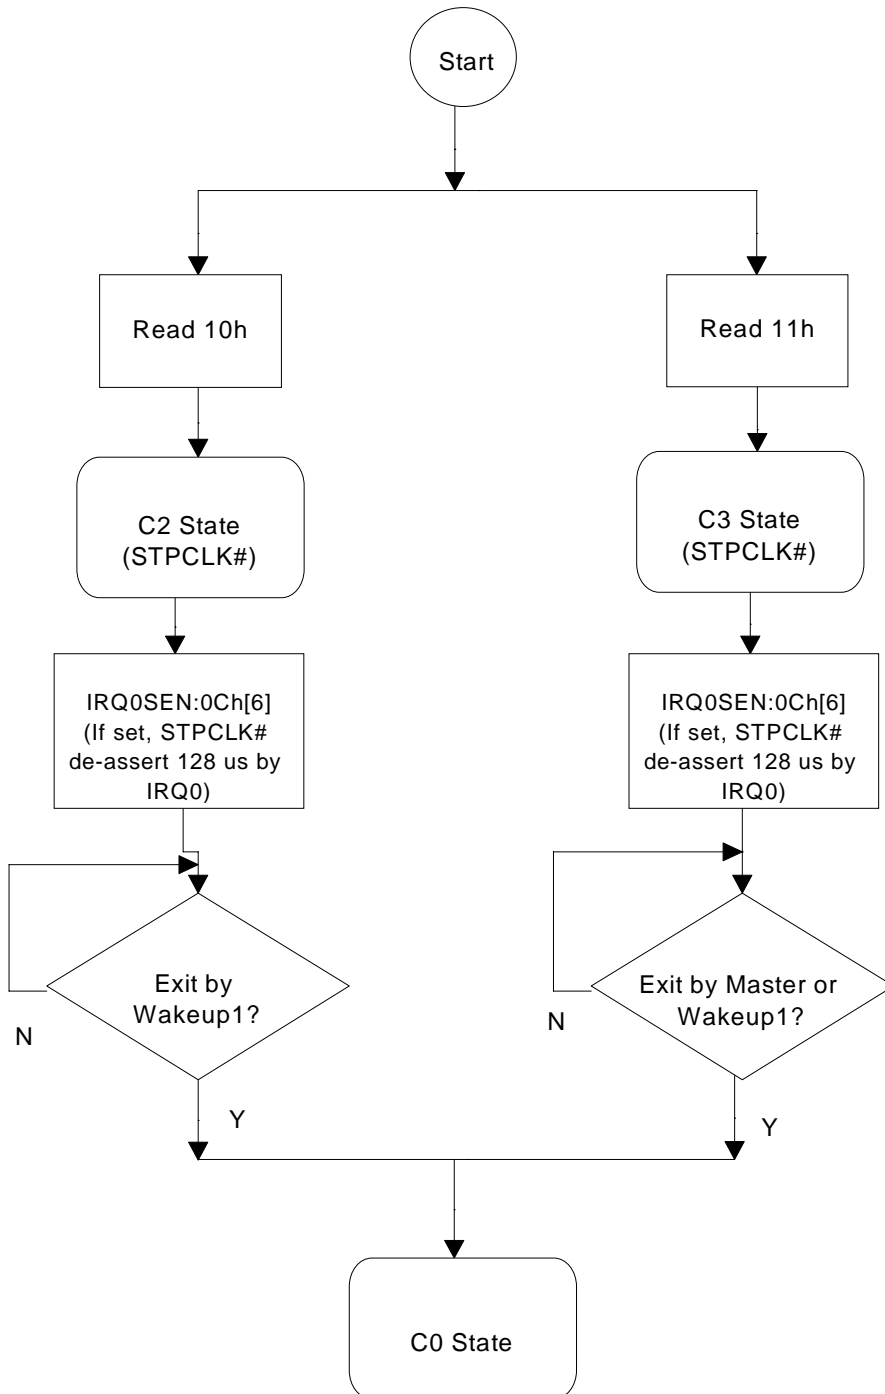 Start
Read 10h
Read 11h
C2 State
(STPCLK#)
C3 State
(STPCLK#)
IRQ0SEN:0Ch[6]
(If set, STPCLK#
de-assert 128 us by
IRQ0)
IRQ0SEN:0Ch[6]
(If set, STPCLK#
de-assert 128 us by
IRQ0)
Exit by
Wakeup1?
N
Y
Exit by Master or
Wakeup1?
N
Y
C0 State